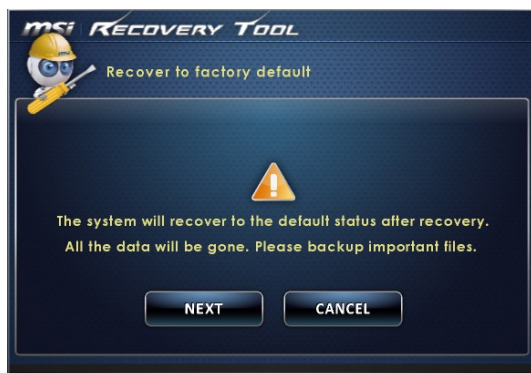 msi RECOVERY TOOL
Recover to factory default
The system will recover to the default status after recovery.
All the data will be gone. Please backup important files.
NEXT CANCEL